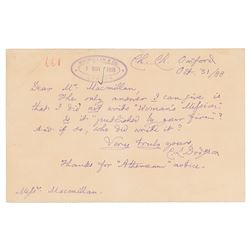 Ch. Ch. Oxford
Oct. 31/89
Dear Mr. Macmillan,
The only answer I can give is
that I did not write "Woman's Mission".
Is it "published by your firm"?
And if so, who did write it?
Very truly yours,
C. L. Dodgson
Thanks for "Athenæum" notice.
Messrs. Macmillan.